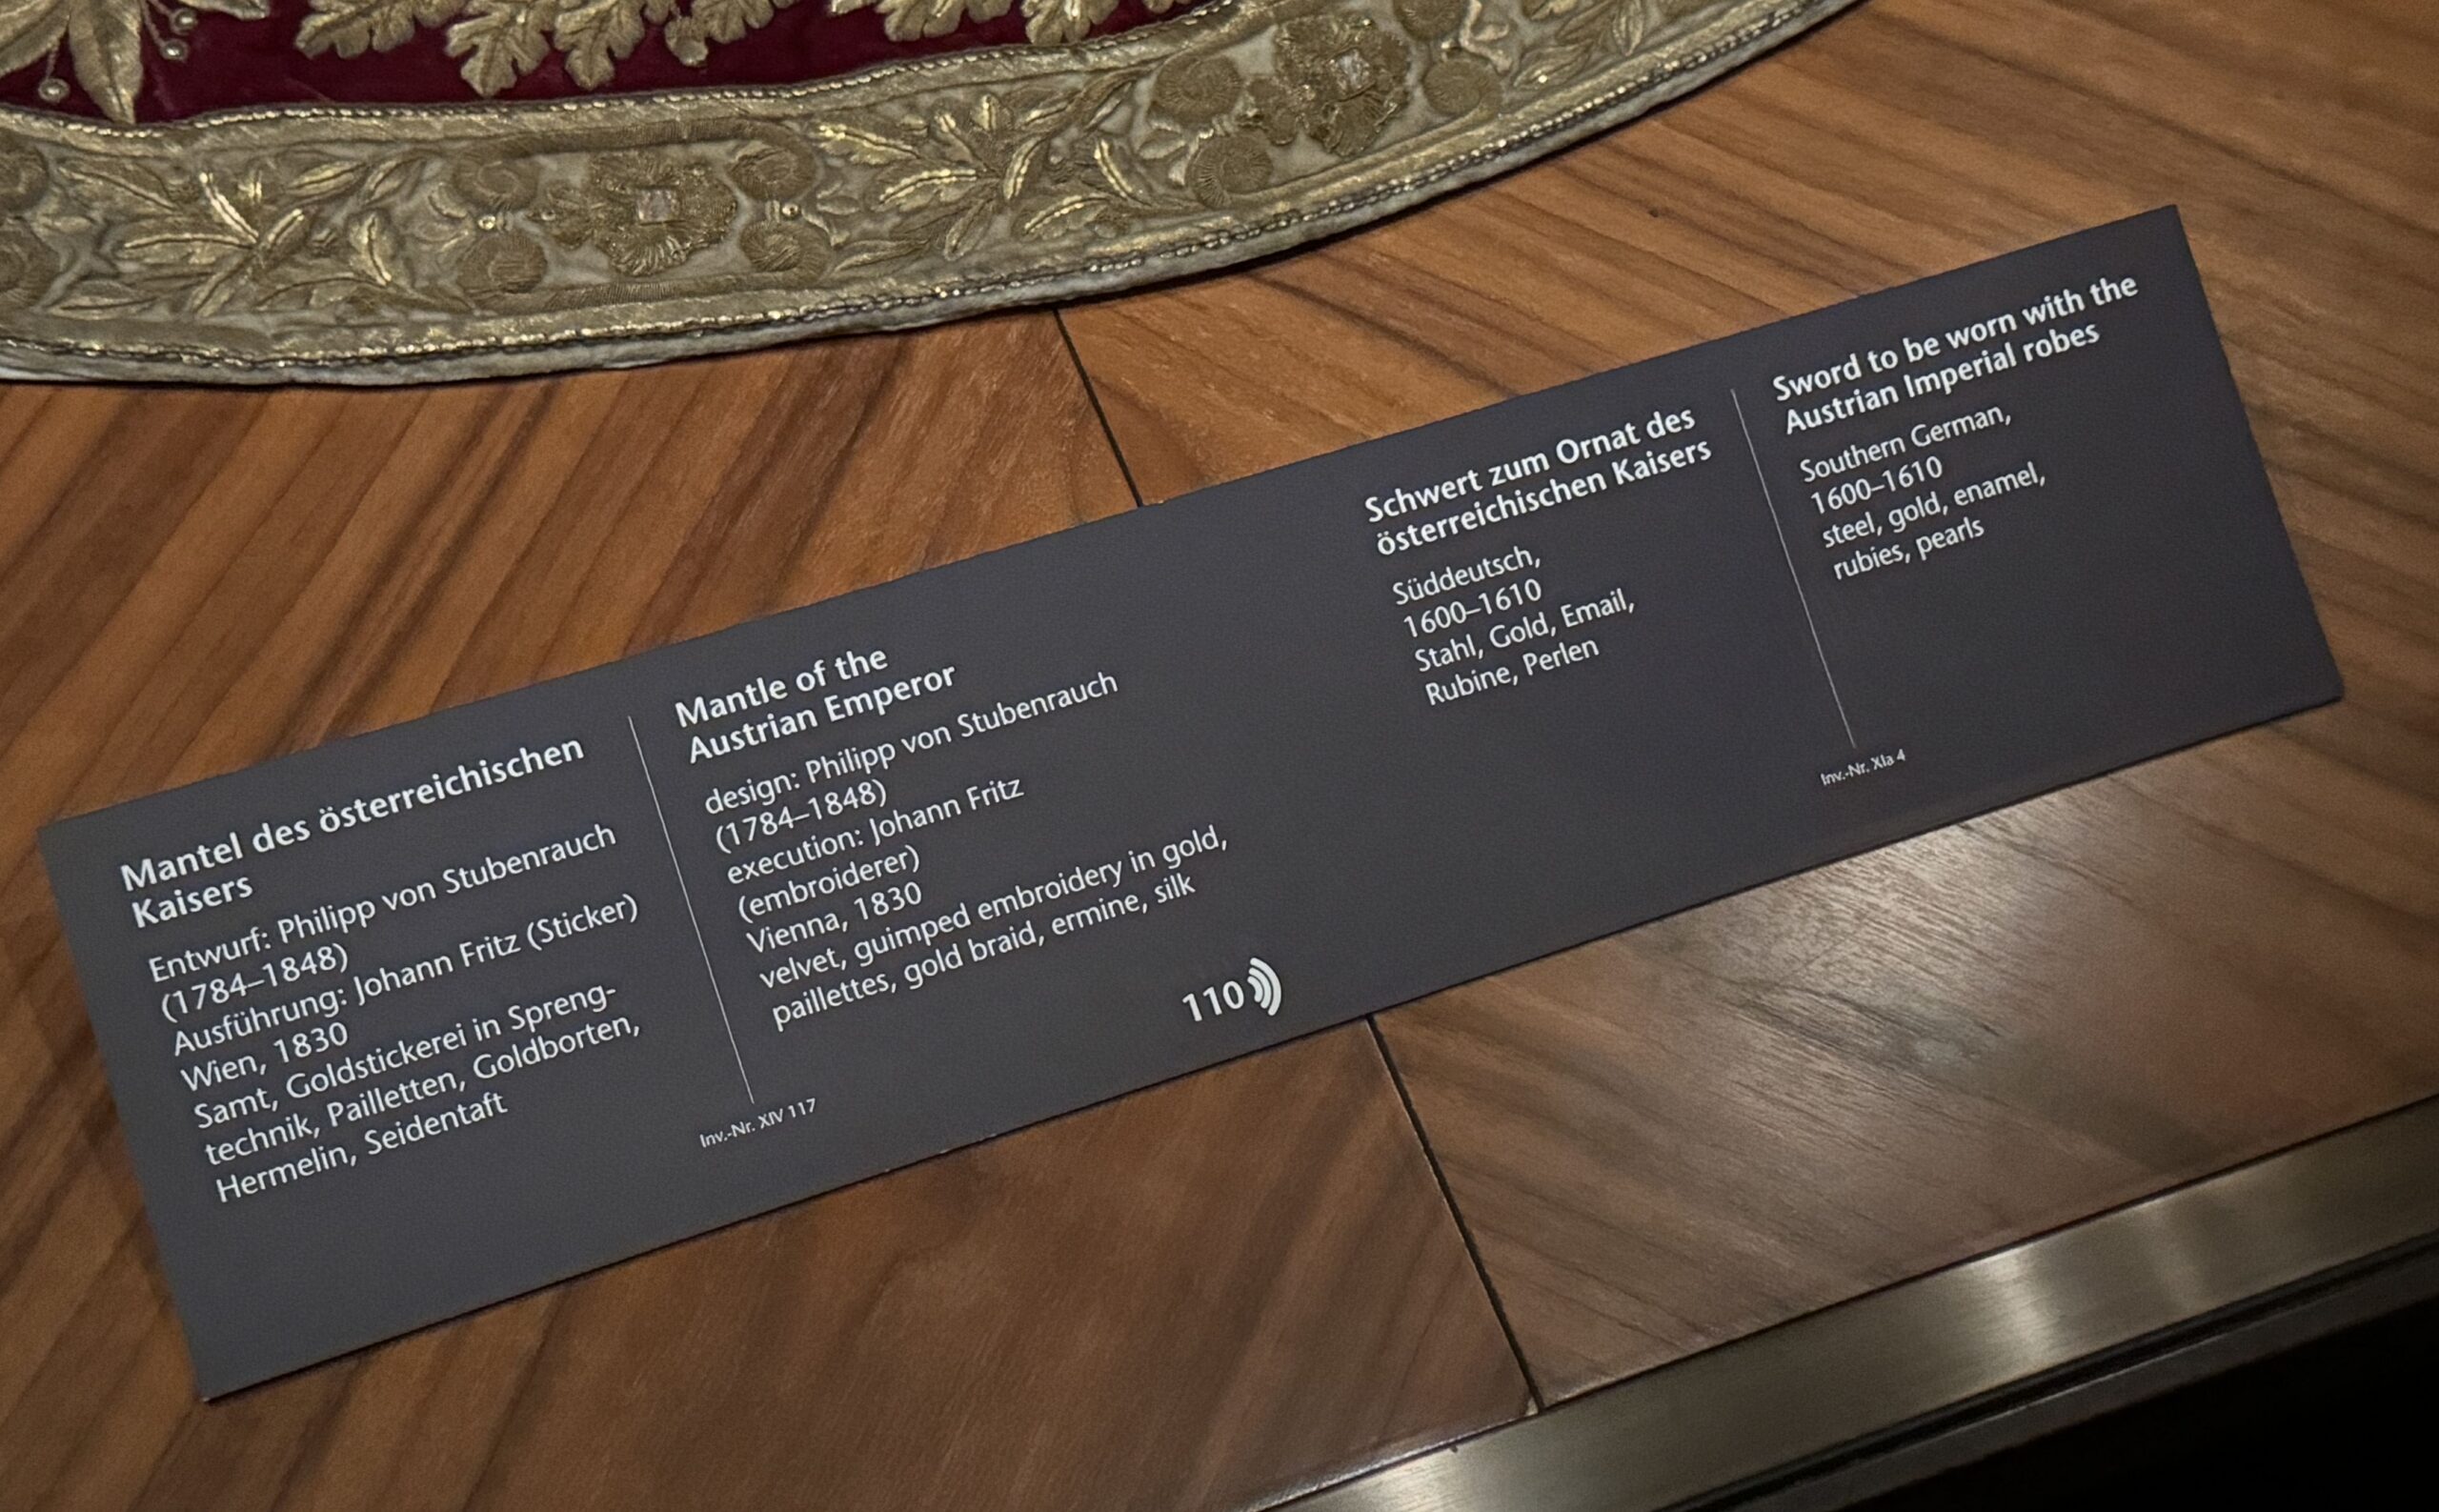 Mantel des österreichischen
Kaisers
Entwurf: Philipp von Stubenrauch
(1784–1848)
Ausführung: Johann Fritz (Sticker)
Wien, 1830
Samt, Goldstickerei in Spreng-
technik, Pailletten, Goldborten,
Hermelin, Seidentaft
Mantle of the
Austrian Emperor
design: Philipp von Stubenrauch
(1784–1848)
execution: Johann Fritz
(embroiderer)
Vienna, 1830
velvet, guimped embroidery in gold,
paillettes, gold braid, ermine, silk
110
Inv.-Nr. XIV 117
Schwert zum Ornat des
österreichischen Kaisers
Süddeutsch,
1600–1610
Stahl, Gold, Email,
Rubine, Perlen
Sword to be worn with the
Austrian Imperial robes
Southern German,
1600–1610
steel, gold, enamel,
rubies, pearls
Inv.-Nr. XIa 4